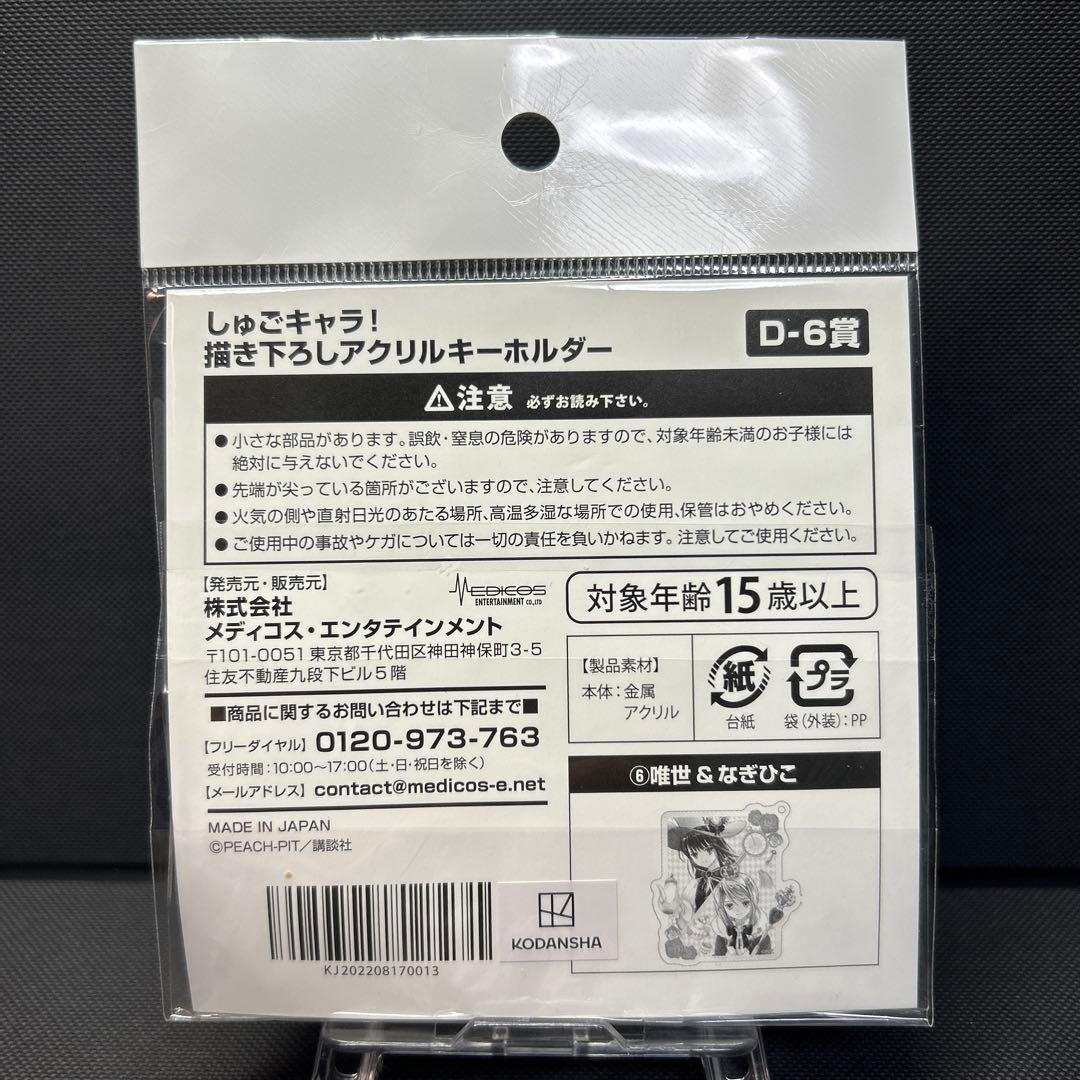 しゅごキャラ！
描き下ろしアクリルキーホルダー
D-6賞
注意 必ずお読み下さい。
●小さな部品があります。誤飲・窒息の危険がありますので、対象年齢未満のお子様には
絶対に与えないでください。
●先端が尖っている箇所がございますので、注意してください。
●火気の側や直射日光のあたる場所、高温多湿な場所での使用、保管はおやめください。
●ご使用中の事故やケガについては一切の責任を負いかねます。注意してご使用ください。
【発売元・販売元】
株式会社
メディコス・エンタテインメント
MEDICOS
ENTERTAINMENT CO.,LTD
〒101-0051 東京都千代田区神田神保町3-5
住友不動産九段下ビル5階
■商品に関するお問い合わせは下記まで■
【フリーダイヤル】 0120-973-763
受付時間：10:00～17:00（土・日・祝日を除く）
【メールアドレス】 contact@medicos-e.net
MADE IN JAPAN
©PEACH-PIT／講談社
KJ202208170013
KODANSHA
対象年齢15歳以上
【製品素材】
本体：金属
アクリル
紙
台紙
プラ
袋（外装）：PP
⑥唯世＆なぎひこ